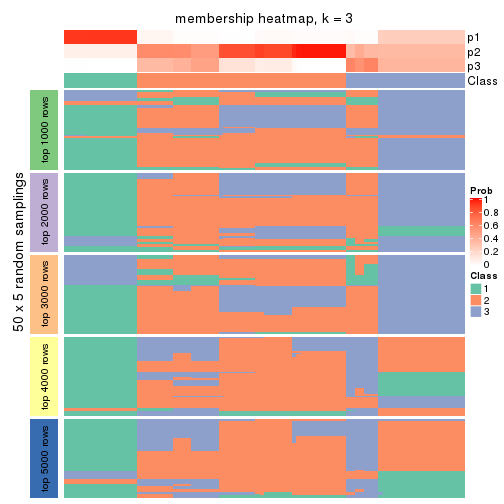 membership heatmap, k = 3
p1
p2
p3
Class
50 x 5 random samplings
top 1000 rows
top 2000 rows
top 3000 rows
top 4000 rows
top 5000 rows
Prob
1
0.8
0.6
0.4
0.2
0
Class
1
2
3